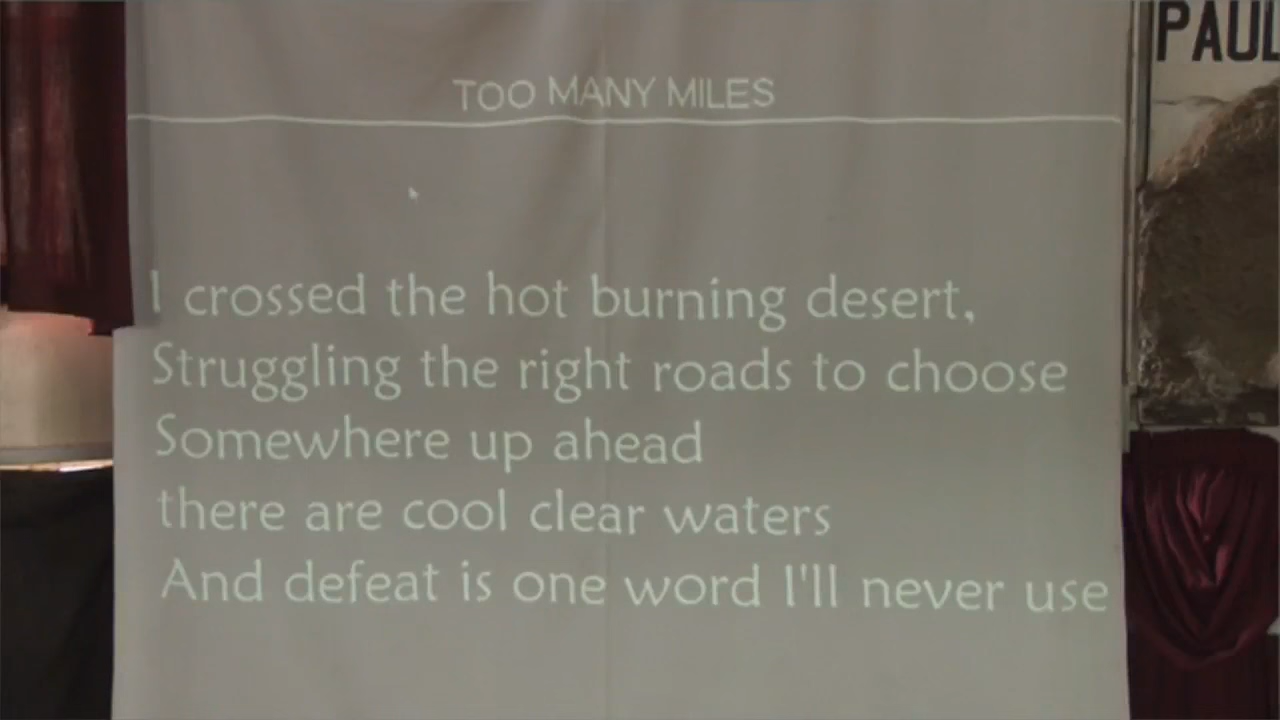 TOO MANY MILES
PAUL
I crossed the hot burning desert,
Struggling the right roads to choose
Somewhere up ahead
there are cool clear waters
And defeat is one word I'll never use